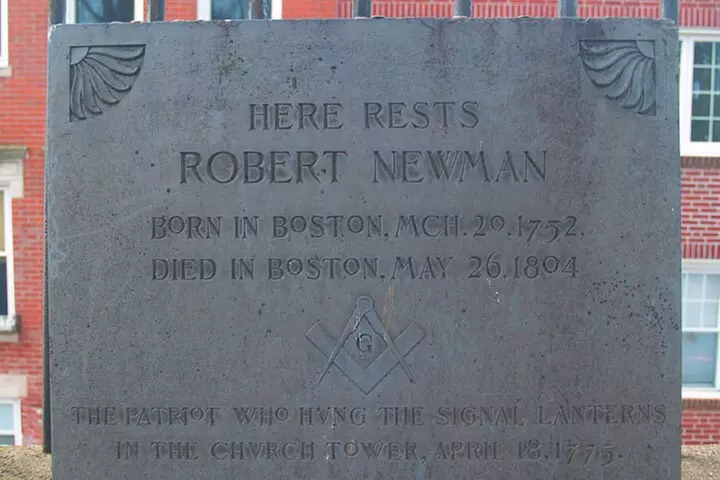 HERE RESTS
ROBERT NEWMAN
BORN IN BOSTON, MCH. 20, 1752.
DIED IN BOSTON, MAY 26, 1804
G
THE PATRIOT WHO HVNG THE SIGNAL LANTERNS
IN THE CHVRCH TOWER, APRIL 18, 1775.